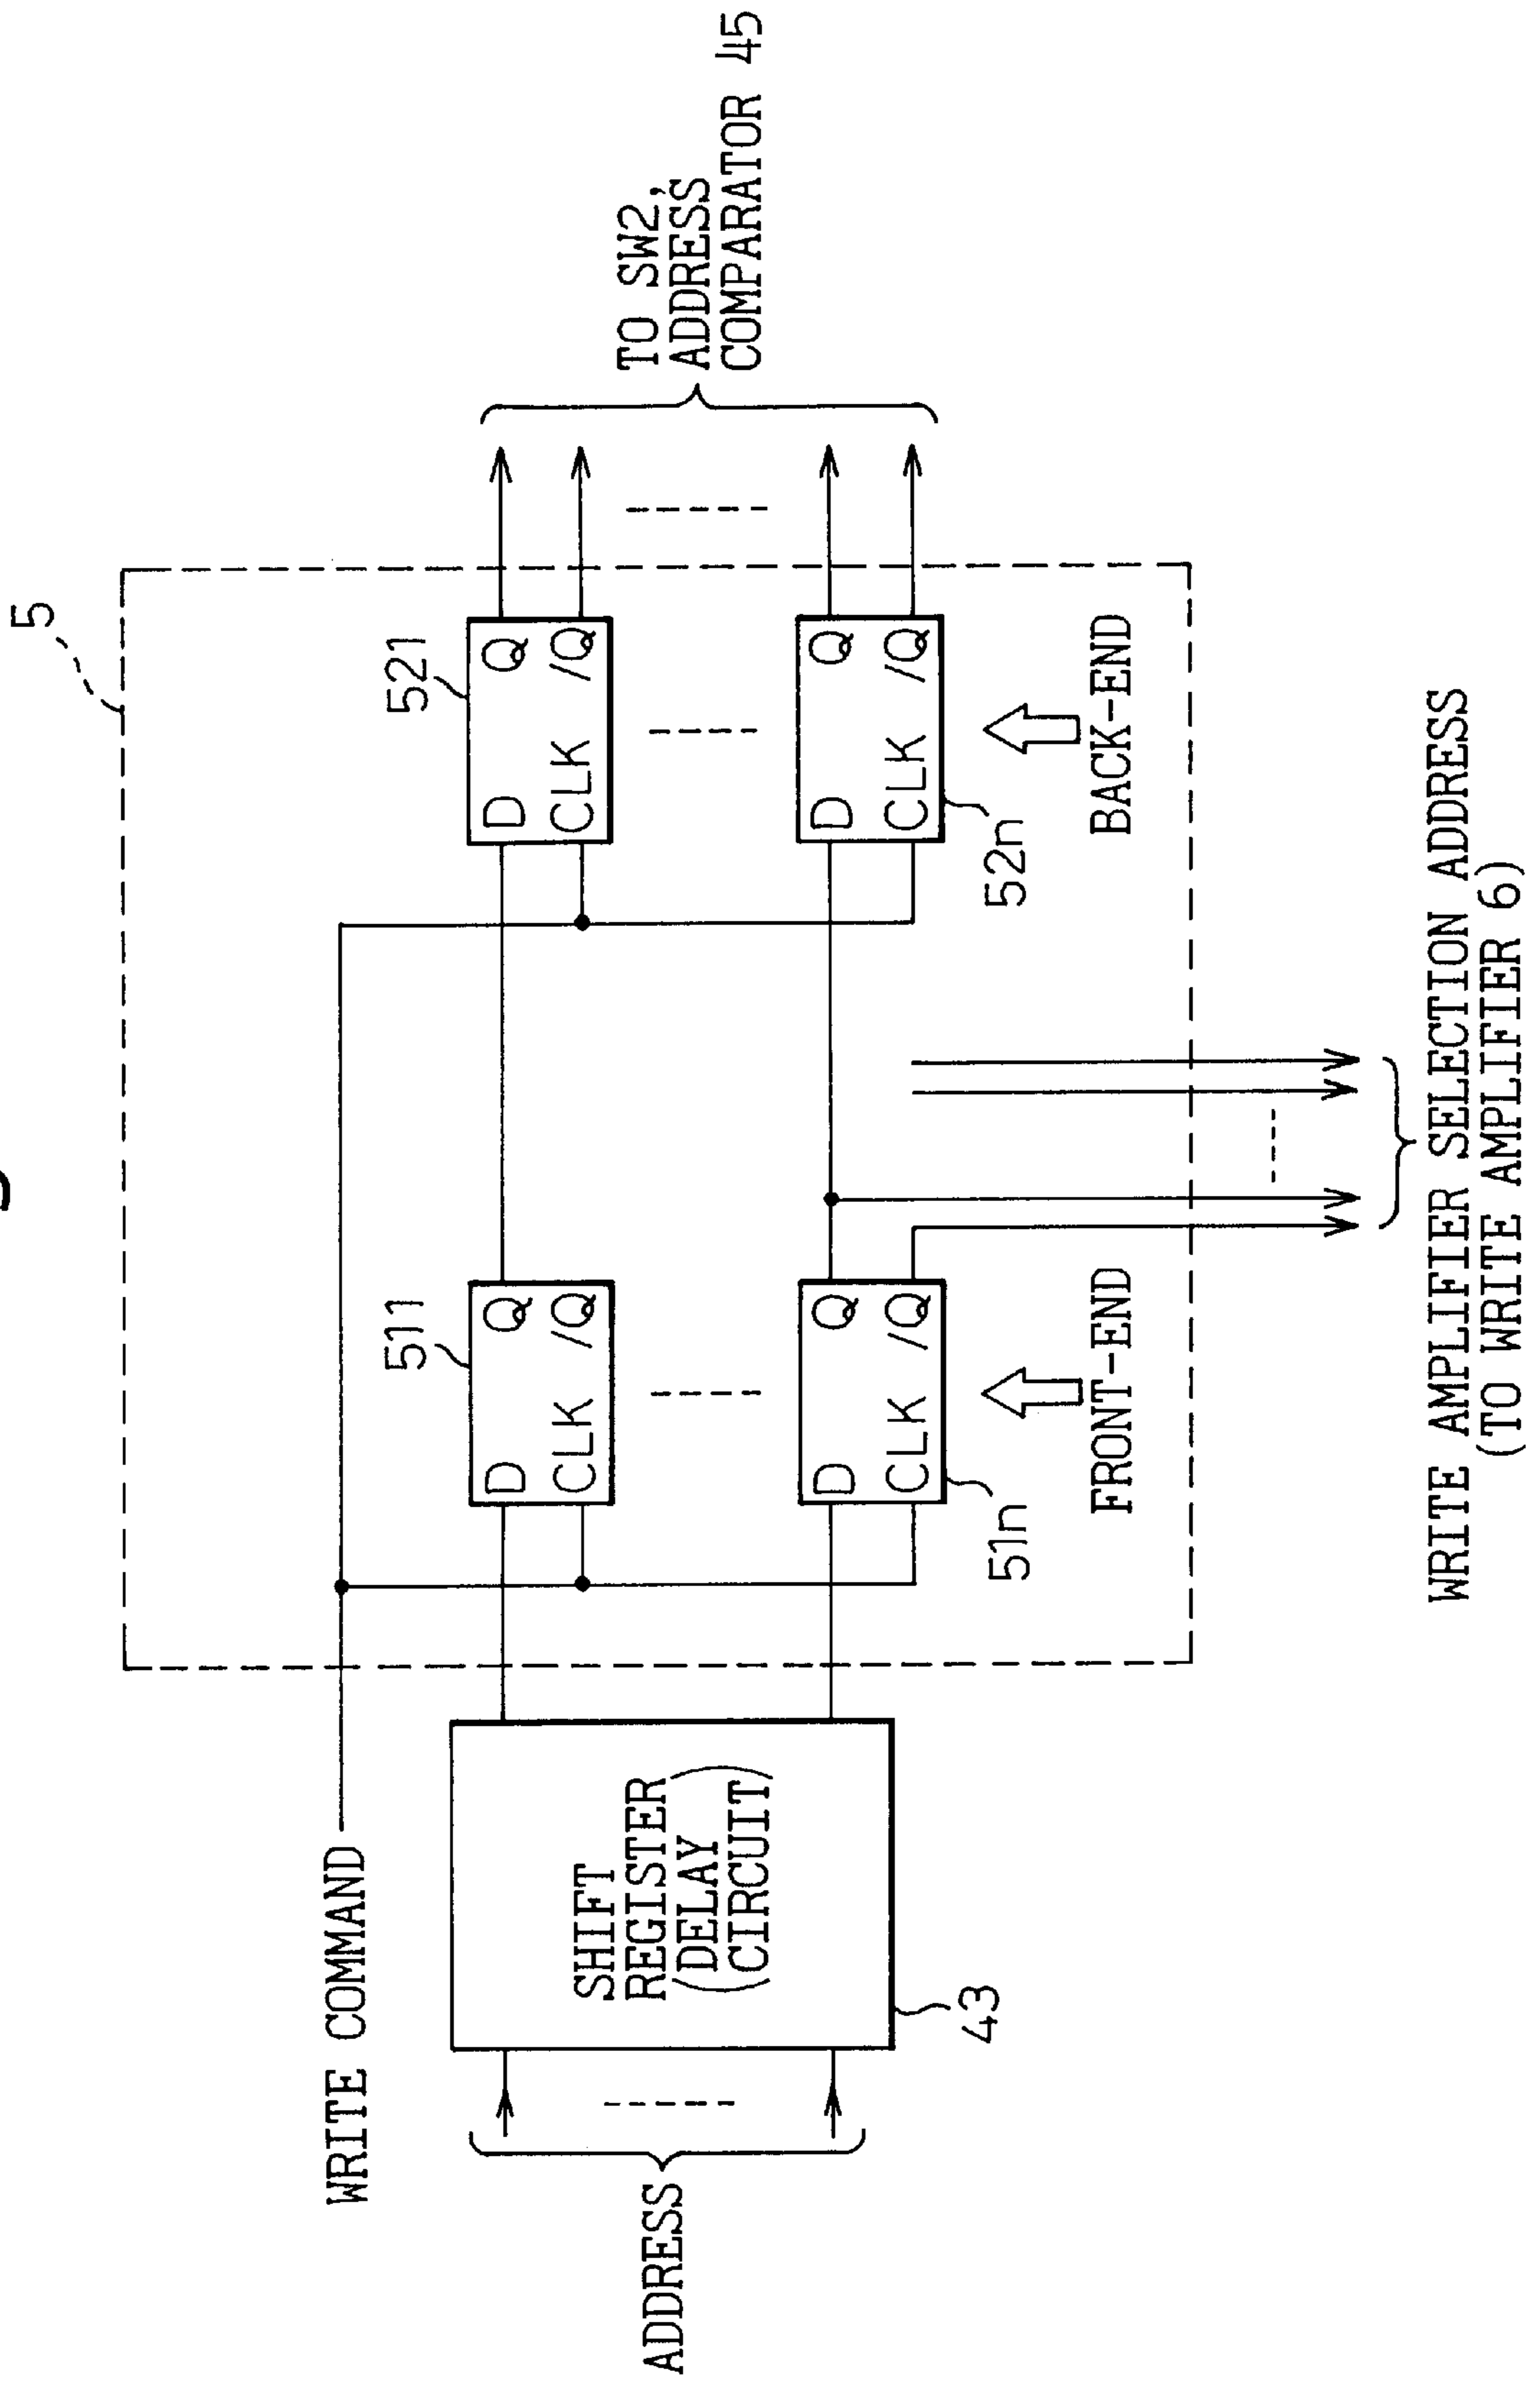 5
WRITE COMMAND
ADDRESS
SHIFT
REGISTER
(DELAY
CIRCUIT)
43
511
D
Q
CLK
/Q
51n
D
Q
CLK
/Q
FRONT-END
521
D
Q
CLK
/Q
52n
D
Q
CLK
/Q
BACK-END
TO SW2,
ADDRESS
COMPARATOR 45
WRITE AMPLIFIER SELECTION ADDRESS
(TO WRITE AMPLIFIER 6)